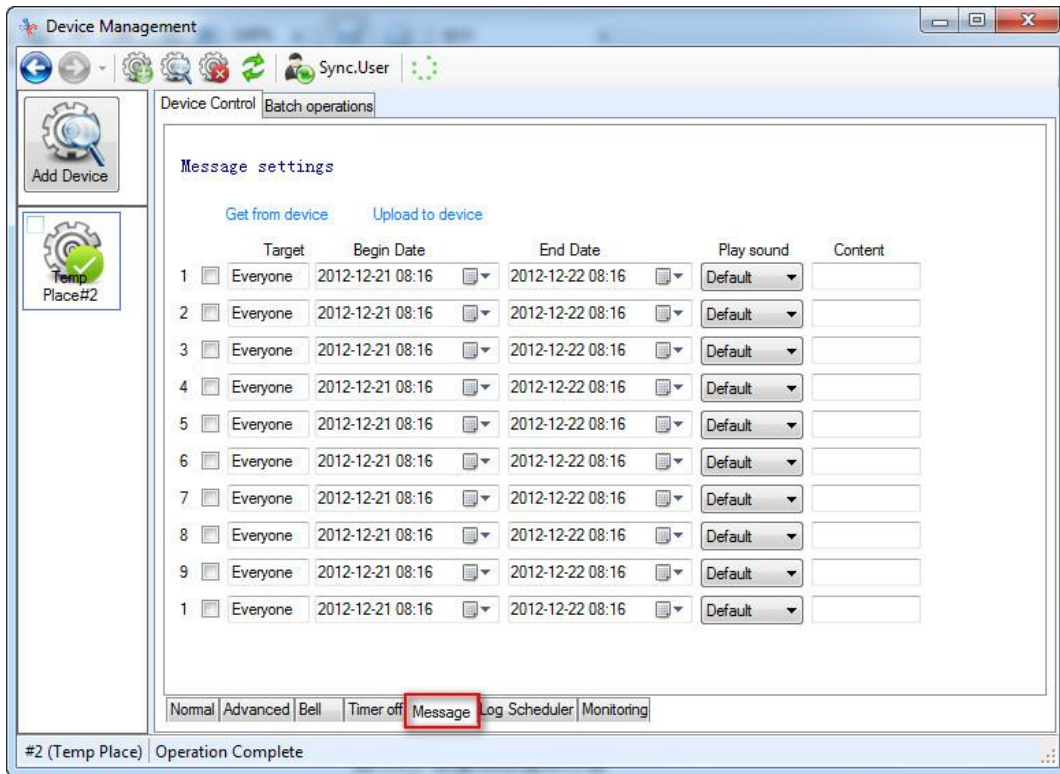 Device Management
Sync.User
Device Control Batch operations
Add Device
Temp
Place#2
Message settings
Get from device Upload to device
Target Begin Date End Date Play sound Content
1 Everyone 2012-12-21 08:16 2012-12-22 08:16 Default
2 Everyone 2012-12-21 08:16 2012-12-22 08:16 Default
3 Everyone 2012-12-21 08:16 2012-12-22 08:16 Default
4 Everyone 2012-12-21 08:16 2012-12-22 08:16 Default
5 Everyone 2012-12-21 08:16 2012-12-22 08:16 Default
6 Everyone 2012-12-21 08:16 2012-12-22 08:16 Default
7 Everyone 2012-12-21 08:16 2012-12-22 08:16 Default
8 Everyone 2012-12-21 08:16 2012-12-22 08:16 Default
9 Everyone 2012-12-21 08:16 2012-12-22 08:16 Default
1 Everyone 2012-12-21 08:16 2012-12-22 08:16 Default
Normal Advanced Bell Timer off Message Log Scheduler Monitoring
#2 (Temp Place) Operation Complete